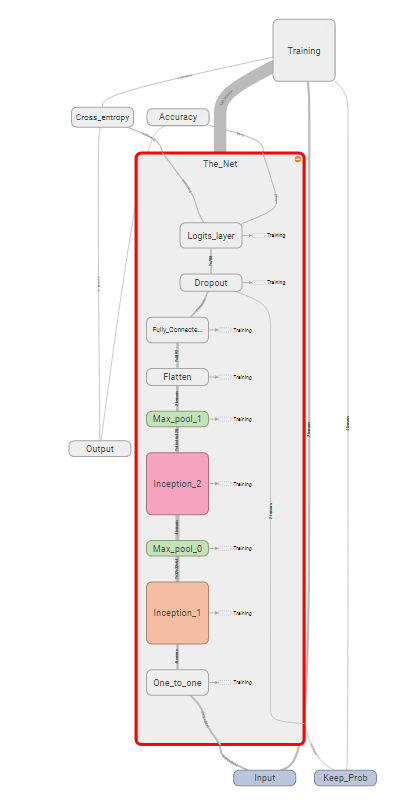 Training
Cross_entropy
Accuracy
The_Net
Logits_layer
Training
Dropout
Training
Fully_Connecte...
Training
Flatten
Training
Max_pool_1
Training
Output
Inception_2
Training
Max_pool_0
Training
Inception_1
Training
One_to_one
Training
Input
Keep_Prob